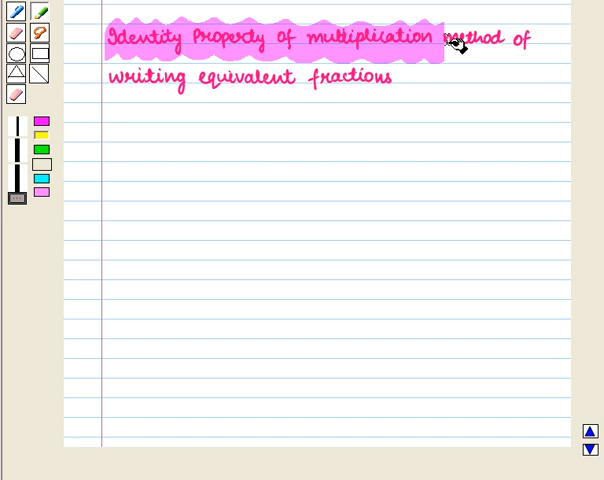 Identity Property of multiplication method of
writing equivalent fractions